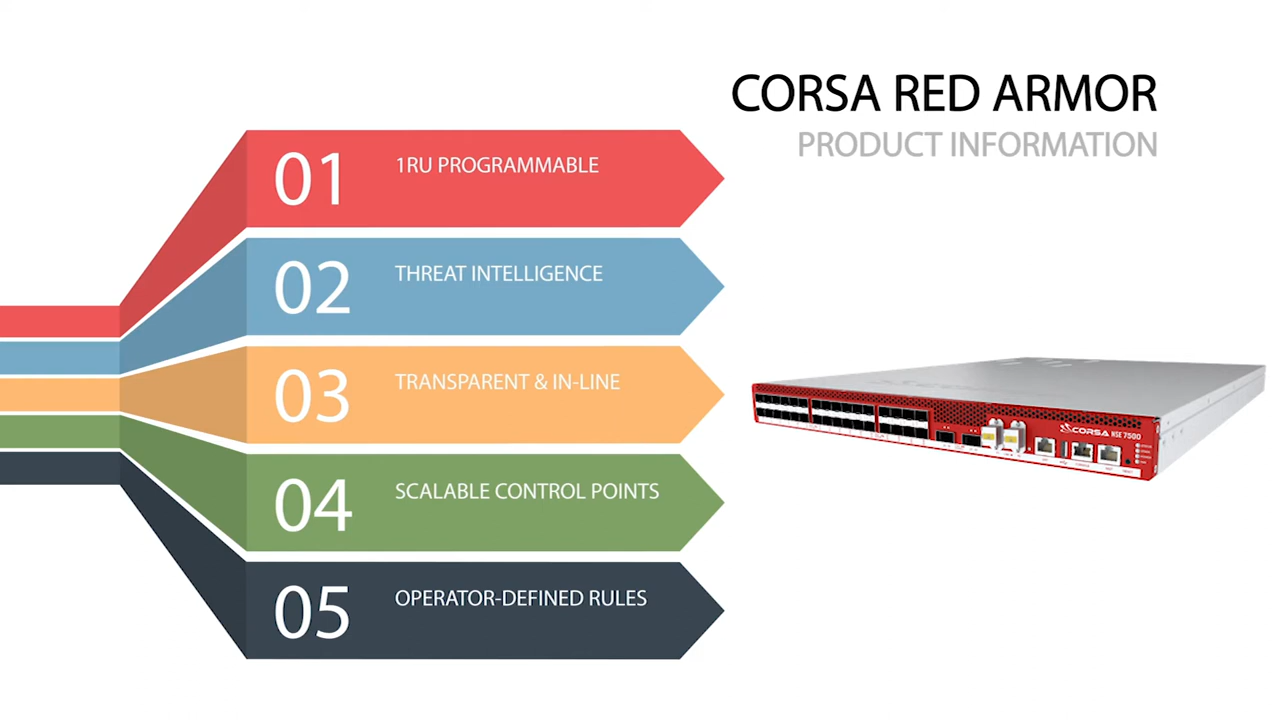 CORSA RED ARMOR
PRODUCT INFORMATION
01 1RU PROGRAMMABLE
02 THREAT INTELLIGENCE
03 TRANSPARENT & IN-LINE
04 SCALABLE CONTROL POINTS
05 OPERATOR-DEFINED RULES
CORSA NSE 7500